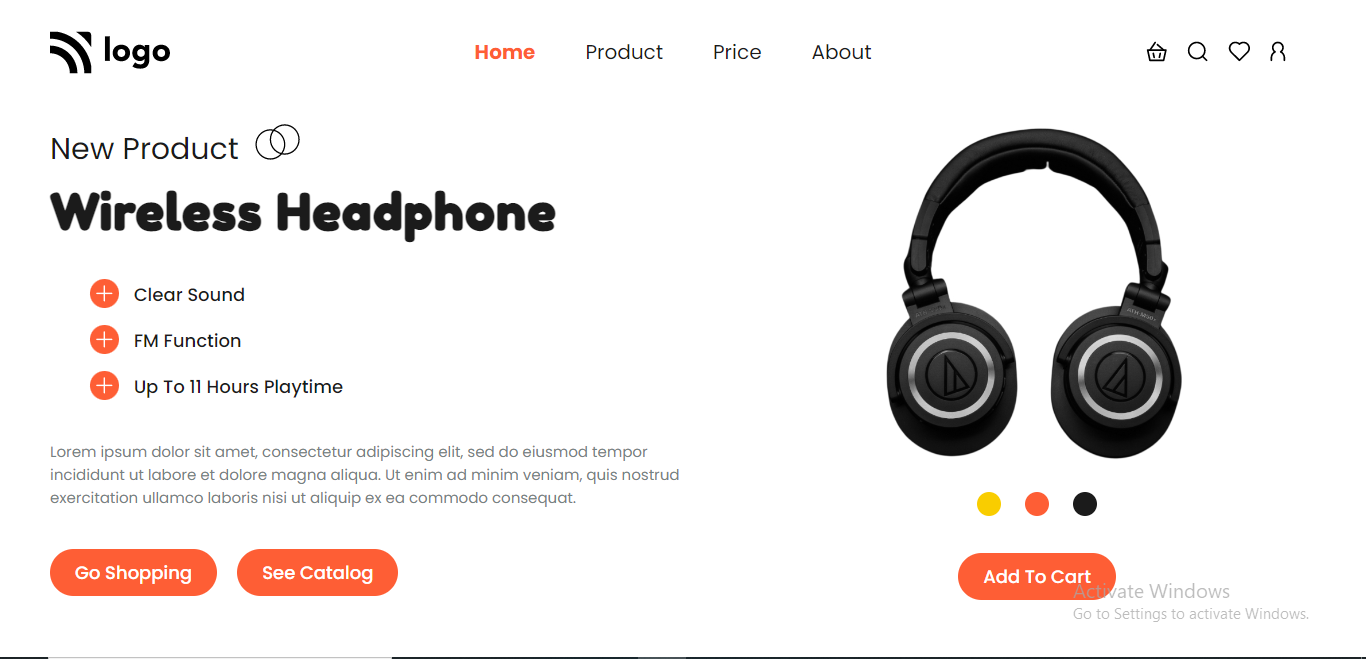 logo
Home Product Price About
New Product
Wireless Headphone
Clear Sound
FM Function
Up To 11 Hours Playtime
Lorem ipsum dolor sit amet, consectetur adipiscing elit, sed do eiusmod tempor
incididunt ut labore et dolore magna aliqua. Ut enim ad minim veniam, quis nostrud
exercitation ullamco laboris nisi ut aliquip ex ea commodo consequat.
Go Shopping See Catalog
Add To Cart
Activate Windows
Go to Settings to activate Windows.